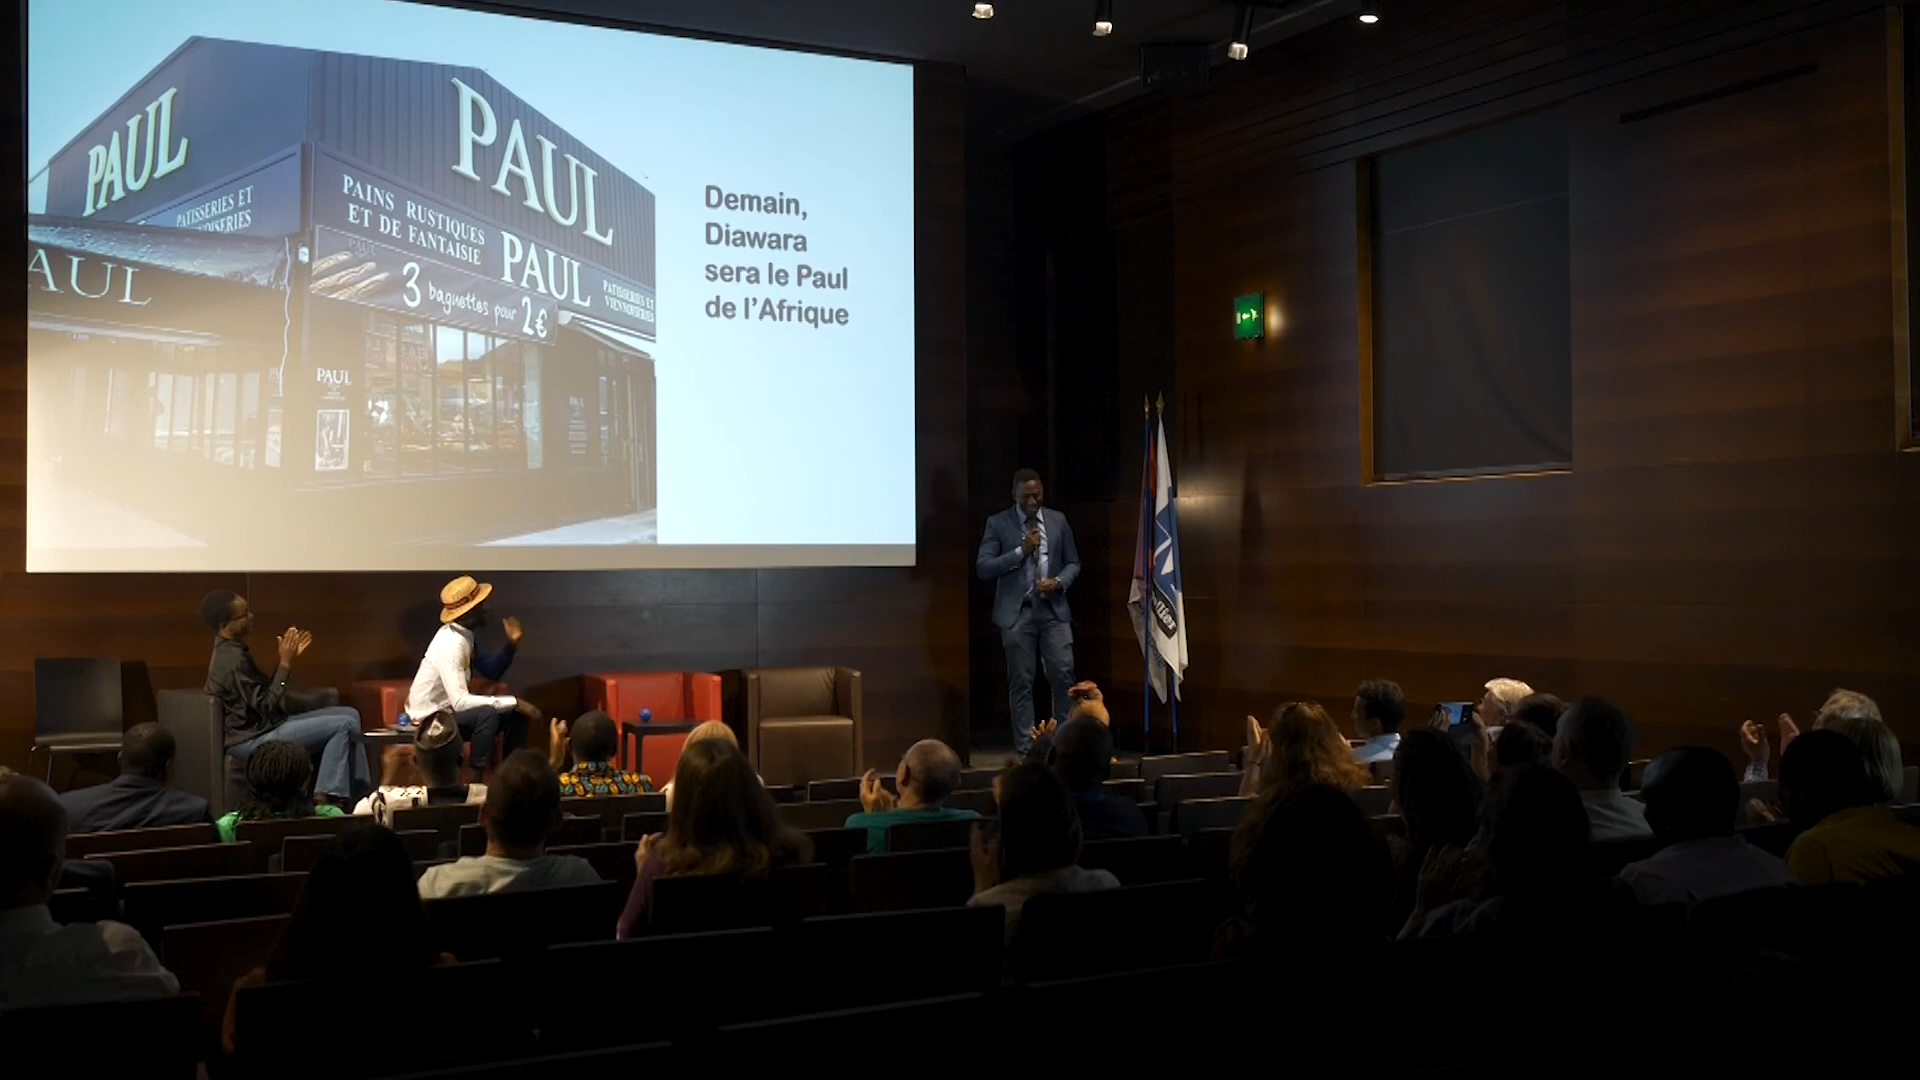 PAUL
PATISSERIES ET
VIENNOISERIES
AUL
PAUL
PAINS RUSTIQUES
ET DE FANTAISIE
PAUL
PATISSERIES ET
VIENNOISERIES
3 baguettes pour 2€
PAUL
Demain,
Diawara
sera le Paul
de l'Afrique